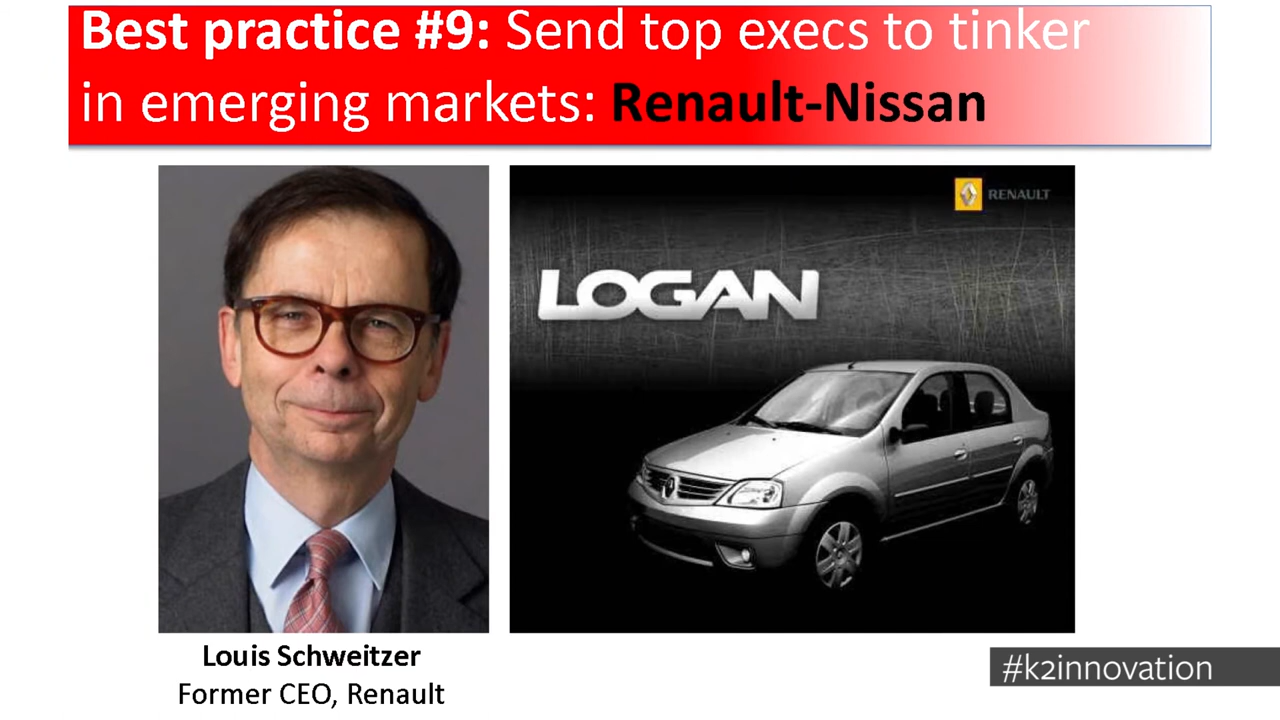 Best practice #9: Send top execs to tinker
in emerging markets: Renault-Nissan
RENAULT
LOGAN
Louis Schweitzer
Former CEO, Renault
#k2innovation